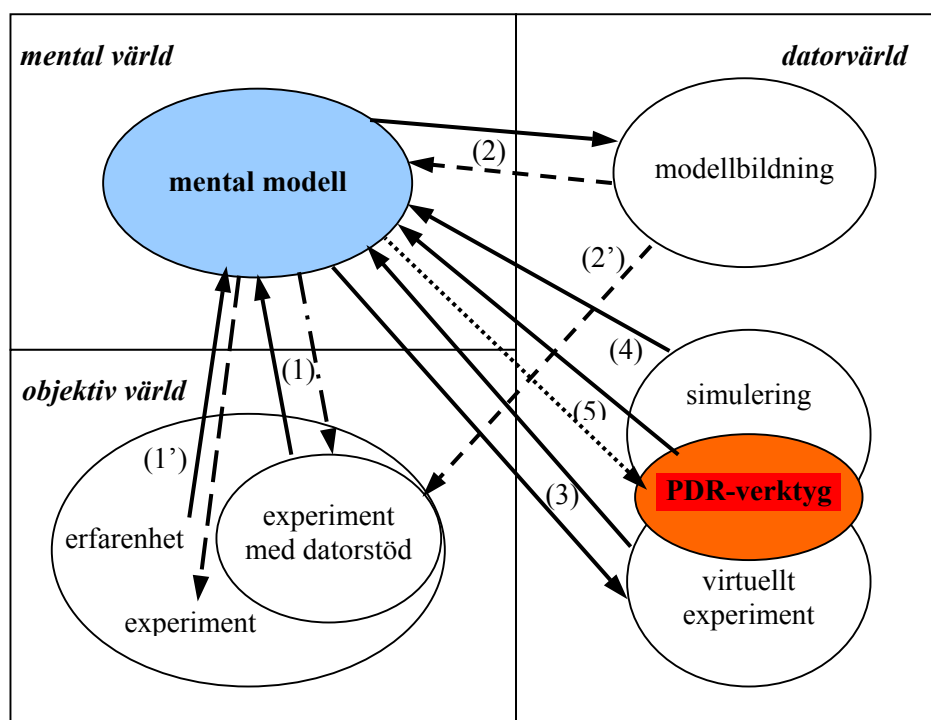 mental värld
datorvärld
(2)
mental modell
modellbildning
(2’)
(4)
objektiv värld
(1)
simulering
(5)
(1’)
PDR-verktyg
(3)
erfarenhet
experiment
med datorstöd
virtuellt
experiment
experiment